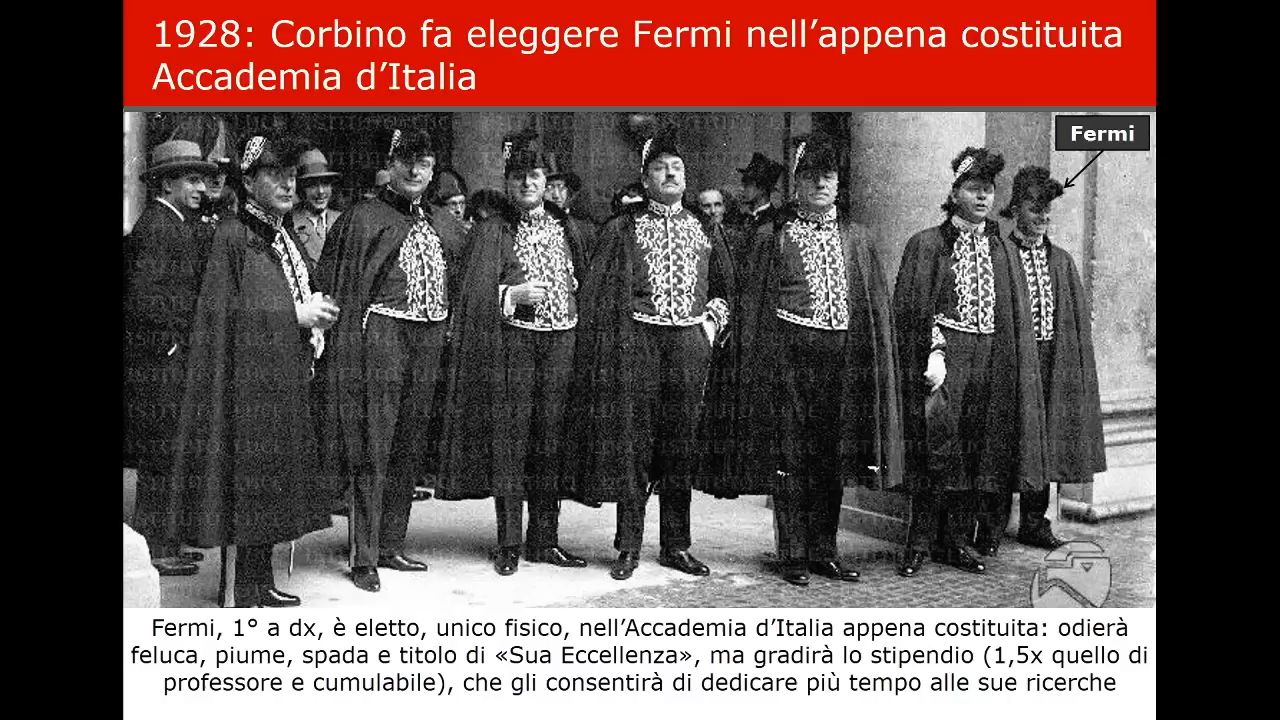 1928: Corbino fa eleggere Fermi nell’appena costituita
Accademia d’Italia
Fermi
Fermi, 1° a dx, è eletto, unico fisico, nell’Accademia d’Italia appena costituita: odierà
feluca, piume, spada e titolo di «Sua Eccellenza», ma gradirà lo stipendio (1,5x quello di
professore e cumulabile), che gli consentirà di dedicare più tempo alle sue ricerche